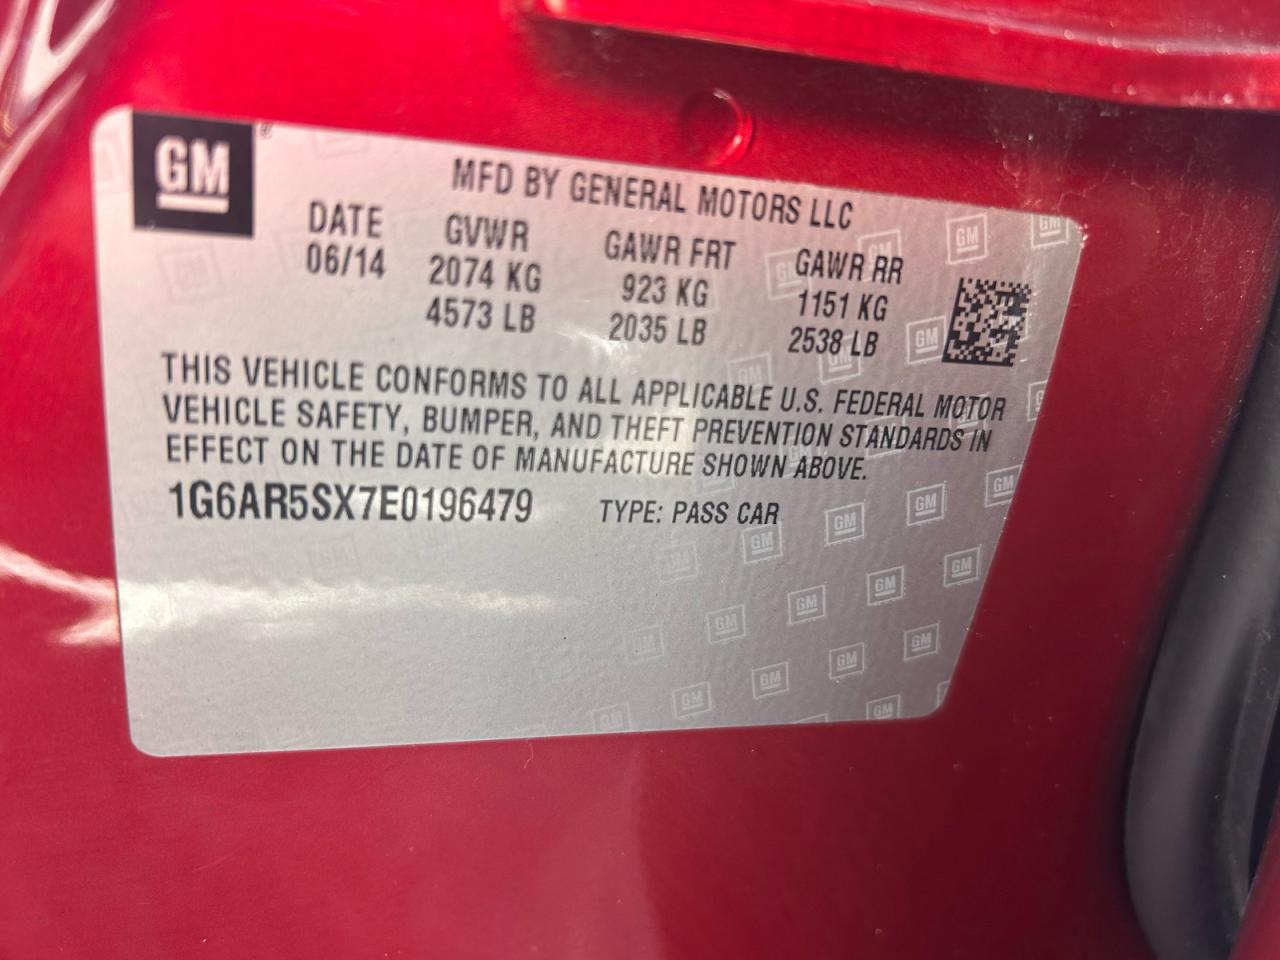 GM
MFD BY GENERAL MOTORS LLC
DATE GVWR GAWR FRT GAWR RR
06/14 2074 KG 923 KG 1151 KG
4573 LB 2035 LB 2538 LB
THIS VEHICLE CONFORMS TO ALL APPLICABLE U.S. FEDERAL MOTOR
VEHICLE SAFETY, BUMPER, AND THEFT PREVENTION STANDARDS IN
EFFECT ON THE DATE OF MANUFACTURE SHOWN ABOVE.
1G6AR5SX7E0196479 TYPE: PASS CAR